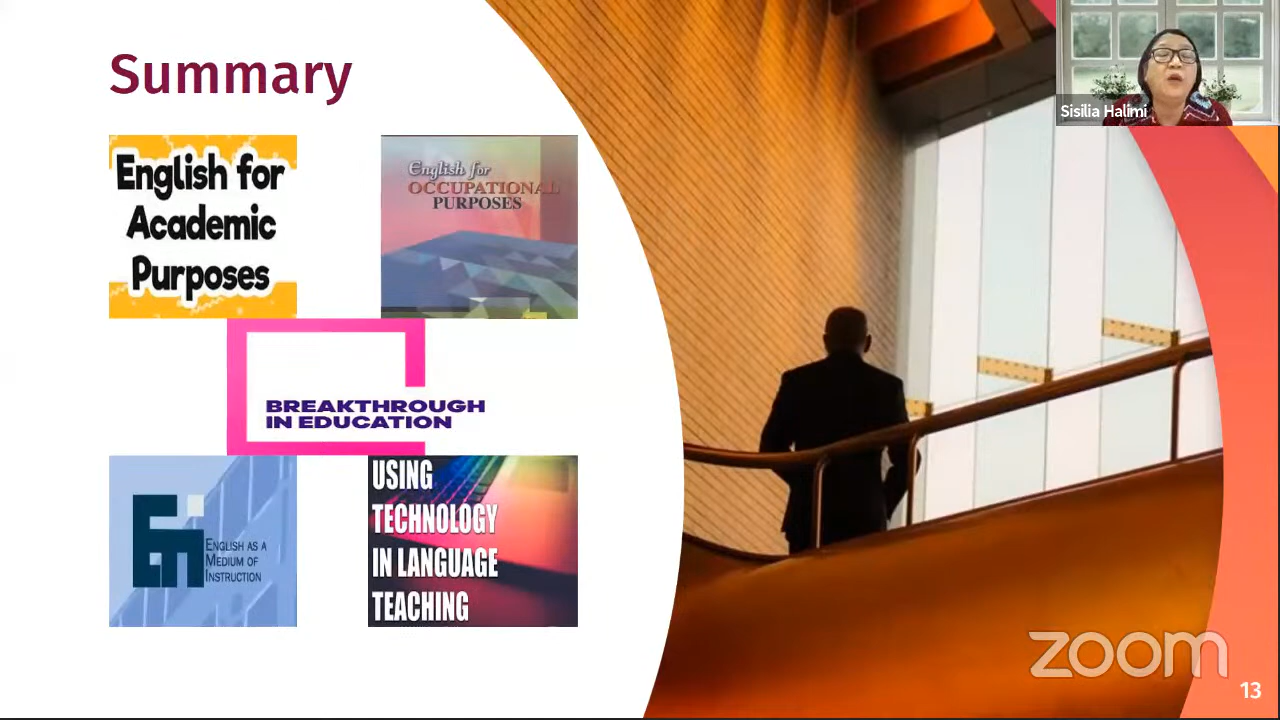 Summary
English for
Academic
Purposes
English for
OCCUPATIONAL
PURPOSES
BREAKTHROUGH
IN EDUCATION
ENGLISH AS A
MEDIUM OF
INSTRUCTION
USING
TECHNOLOGY
IN LANGUAGE
TEACHING
Sisilia Halimi
zoom
13